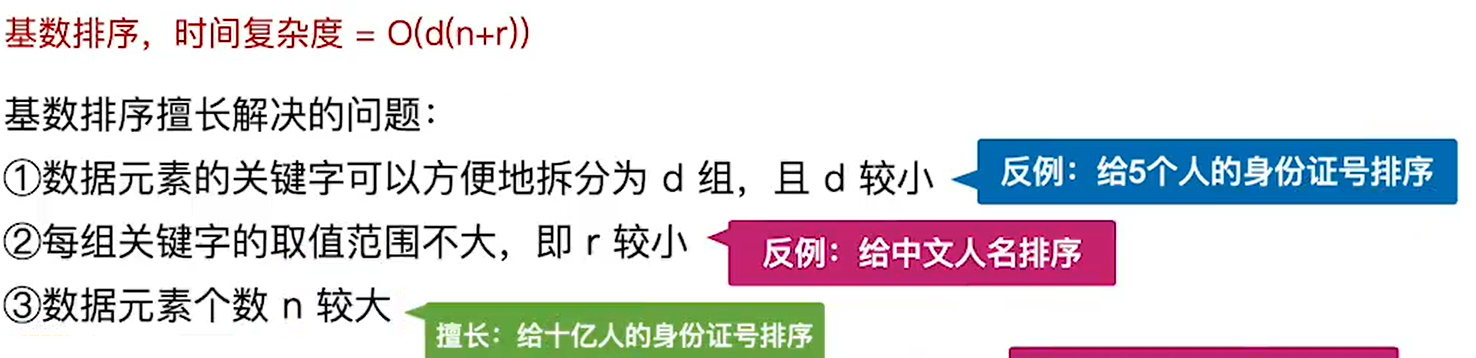 基数排序，时间复杂度 = O(d(n+r))
基数排序擅长解决的问题：
①数据元素的关键字可以方便地拆分为 d 组，且 d 较小
反例：给5个人的身份证号排序
②每组关键字的取值范围不大，即 r 较小
反例：给中文人名排序
③数据元素个数 n 较大
擅长：给十亿人的身份证号排序